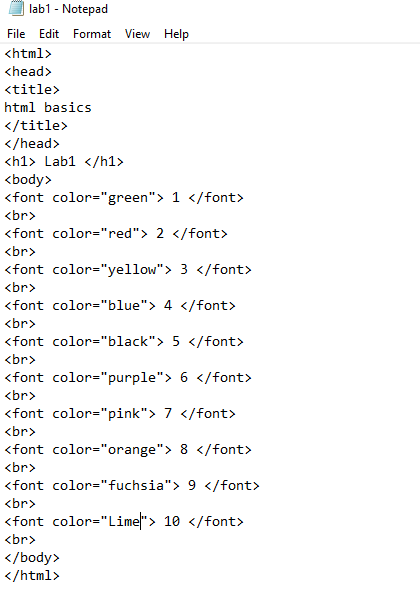 lab1 - Notepad
File Edit Format View Help
<html>
<head>
<title>
html basics
</title>
</head>
<h1> Lab1 </h1>
<body>
<font color="green"> 1 </font>
<br>
<font color="red"> 2 </font>
<br>
<font color="yellow"> 3 </font>
<br>
<font color="blue"> 4 </font>
<br>
<font color="black"> 5 </font>
<br>
<font color="purple"> 6 </font>
<br>
<font color="pink"> 7 </font>
<br>
<font color="orange"> 8 </font>
<br>
<font color="fuchsia"> 9 </font>
<br>
<font color="Lime"> 10 </font>
<br>
</body>
</html>